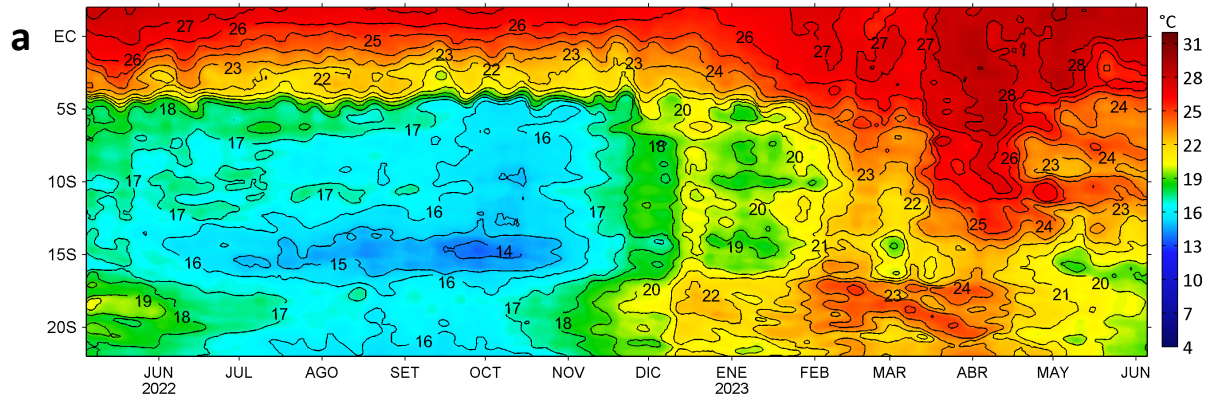 a
°C
27 26 26 26 27 27 27
EC
25 28
26 23 23 23 24 28
23 22 22
18 20 28 24
5S
17 16
17 18 20 26 23 24
10S
17 17 23
17 16 17 20 22 23
25 24
14 19 21
15S
16 15 20
16
19 17 17 20 22 23 24 21
18 18
20S
16
JUN JUL AGO SET OCT NOV DIC ENE FEB MAR ABR MAY JUN
2022 2023
31
28
25
22
19
16
13
10
7
4